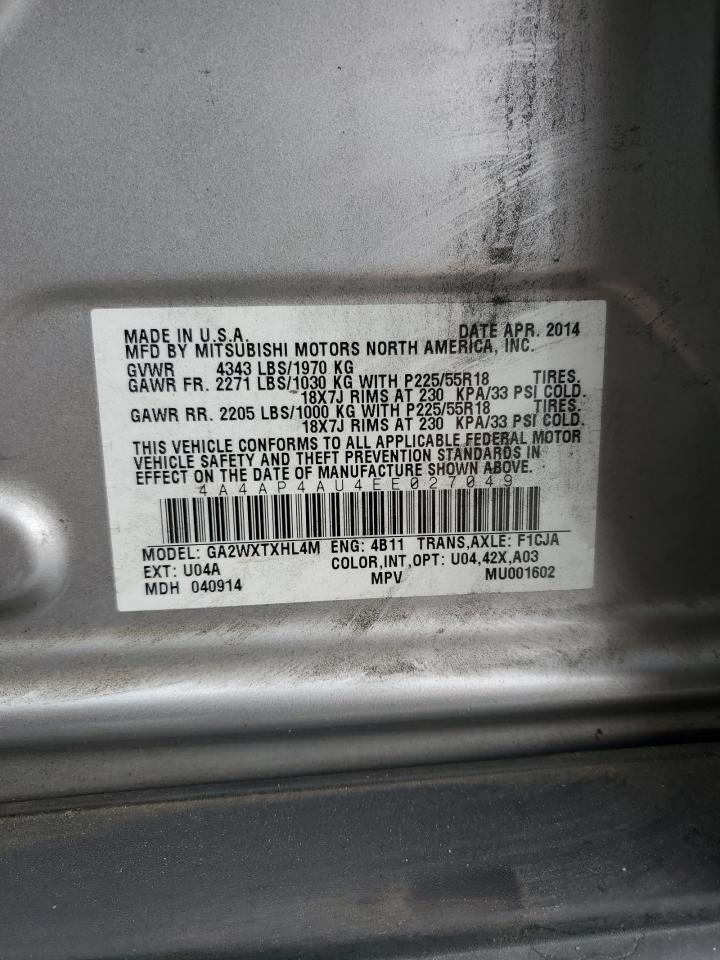 MADE IN U.S.A. DATE APR. 2014
MFD BY MITSUBISHI MOTORS NORTH AMERICA, INC.
GVWR 4343 LBS/1970 KG
GAWR FR. 2271 LBS/1030 KG WITH P225/55R18 TIRES.
18X7J RIMS AT 230 KPA/33 PSI COLD.
GAWR RR. 2205 LBS/1000 KG WITH P225/55R18 TIRES.
18X7J RIMS AT 230 KPA/33 PSI COLD.
THIS VEHICLE CONFORMS TO ALL APPLICABLE FEDERAL MOTOR
VEHICLE SAFETY AND THEFT PREVENTION STANDARDS IN
EFFECT ON THE DATE OF MANUFACTURE SHOWN ABOVE.
4A4AP4AU4EE027049
MODEL: GA2WXTXHL4M ENG: 4B11 TRANS,AXLE: F1CJA
EXT: U04A COLOR,INT,OPT: U04,42X,A03
MDH 040914 MPV MU001602